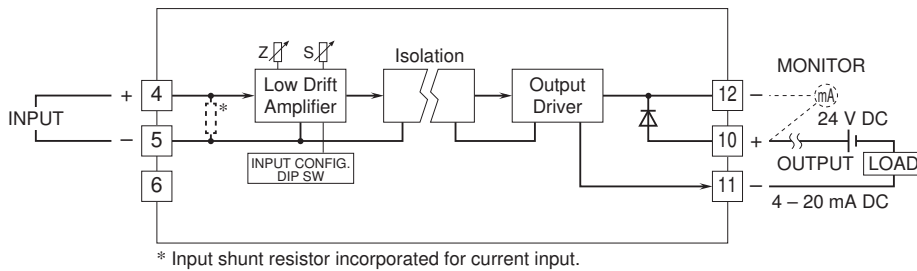 Isolation
Z
S
MONITOR
4
+
*
Low Drift
Amplifier
Output
Driver
12
−
mA
INPUT
24 V DC
5
−
10
+
INPUT CONFIG.
DIP SW
OUTPUT
LOAD
6
11
−
4 – 20 mA DC
* Input shunt resistor incorporated for current input.